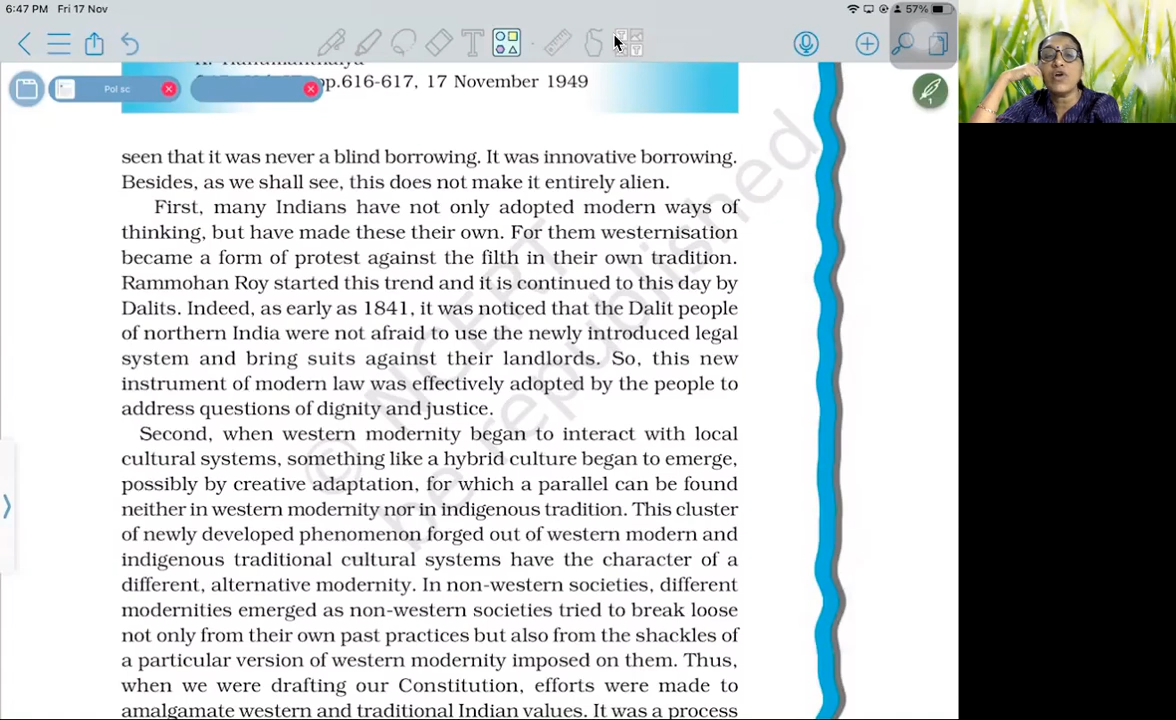 6:47 PM Fri 17 Nov
57%
Pol sc
pp.616-617, 17 November 1949
1
seen that it was never a blind borrowing. It was innovative borrowing.
Besides, as we shall see, this does not make it entirely alien.
First, many Indians have not only adopted modern ways of
thinking, but have made these their own. For them westernisation
became a form of protest against the filth in their own tradition.
Rammohan Roy started this trend and it is continued to this day by
Dalits. Indeed, as early as 1841, it was noticed that the Dalit people
of northern India were not afraid to use the newly introduced legal
system and bring suits against their landlords. So, this new
instrument of modern law was effectively adopted by the people to
address questions of dignity and justice.
Second, when western modernity began to interact with local
cultural systems, something like a hybrid culture began to emerge,
possibly by creative adaptation, for which a parallel can be found
neither in western modernity nor in indigenous tradition. This cluster
of newly developed phenomenon forged out of western modern and
indigenous traditional cultural systems have the character of a
different, alternative modernity. In non-western societies, different
modernities emerged as non-western societies tried to break loose
not only from their own past practices but also from the shackles of
a particular version of western modernity imposed on them. Thus,
when we were drafting our Constitution, efforts were made to
amalgamate western and traditional Indian values. It was a process
© NCERT
be republished